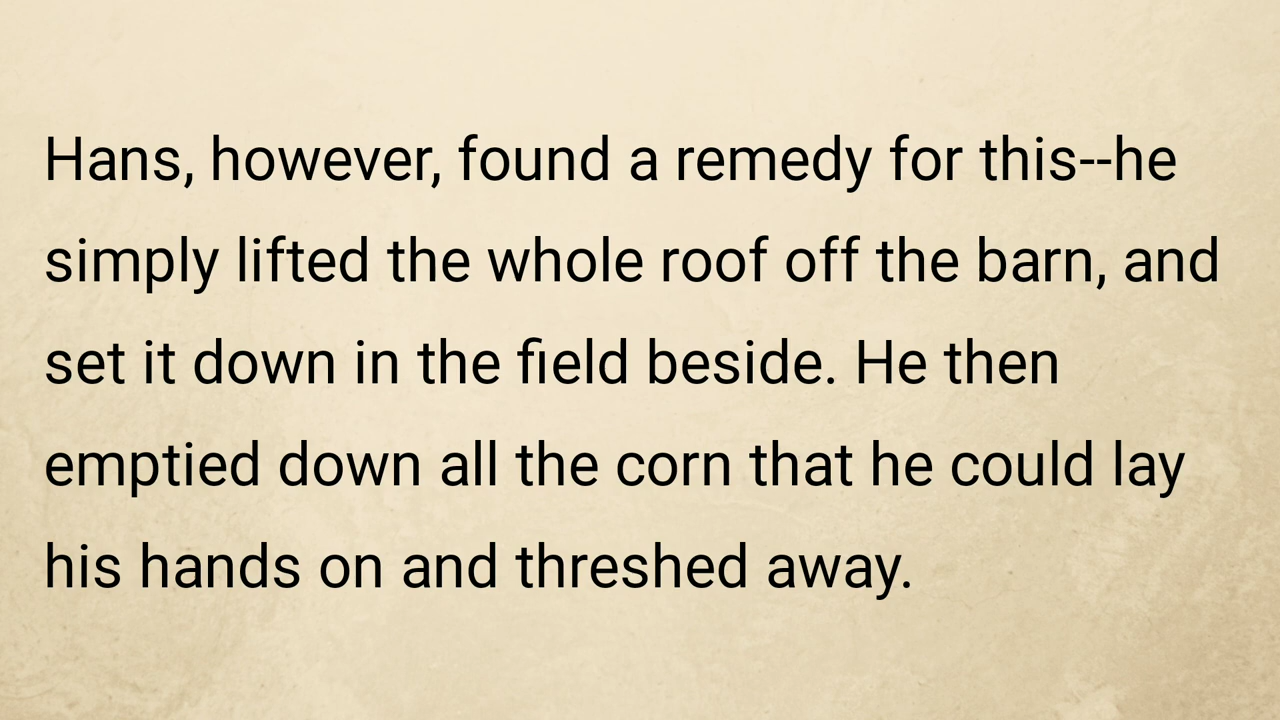 Hans, however, found a remedy for this--he
simply lifted the whole roof off the barn, and
set it down in the field beside. He then
emptied down all the corn that he could lay
his hands on and threshed away.